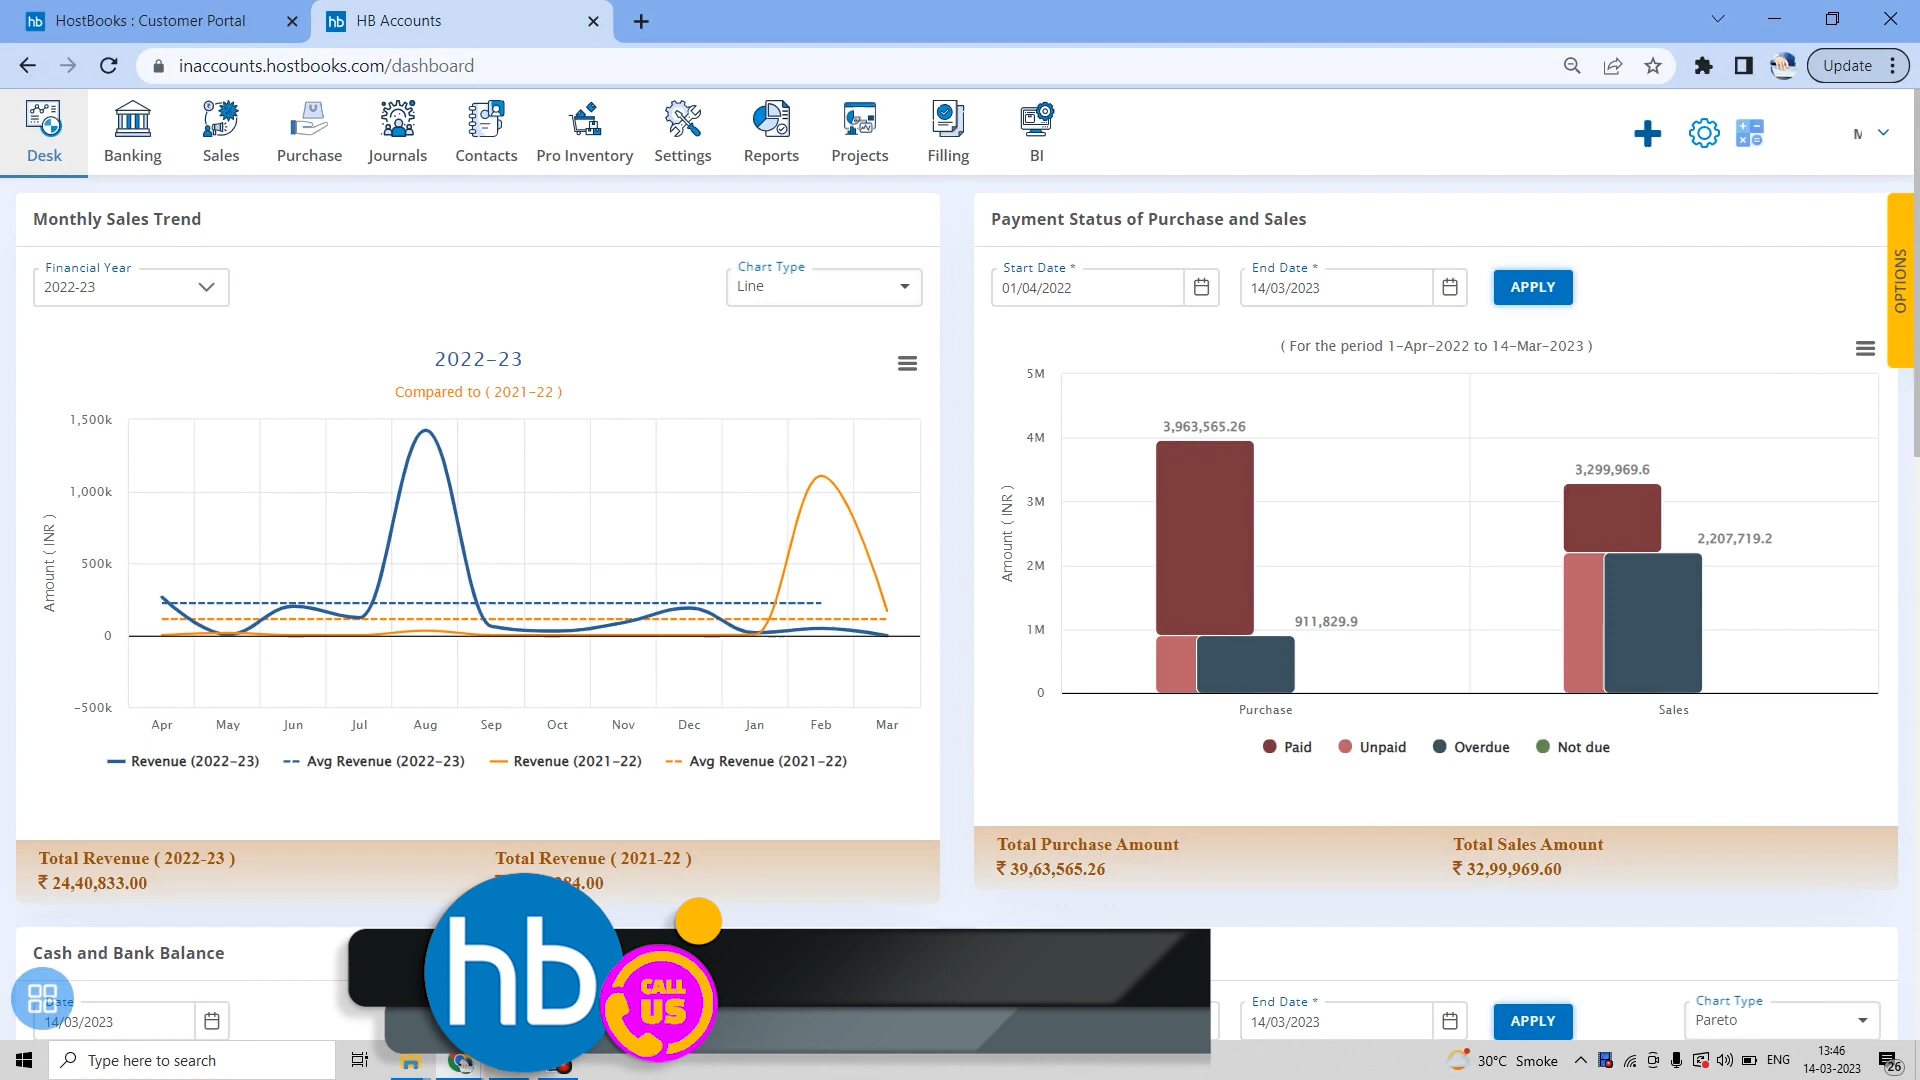 HostBooks : Customer Portal
HB Accounts
inaccounts.hostbooks.com/dashboard
Update
Desk
Banking
Sales
Purchase
Journals
Contacts
Pro Inventory
Settings
Reports
Projects
Filling
BI
Monthly Sales Trend
Financial Year
2022-23
Chart Type
Line
2022-23
Compared to ( 2021-22 )
Amount ( INR )
1,500k
1,000k
500k
0
-500k
Apr May Jun Jul Aug Sep Oct Nov Dec Jan Feb Mar
Revenue (2022-23) Avg Revenue (2022-23) Revenue (2021-22) Avg Revenue (2021-22)
Total Revenue ( 2022-23 )
₹ 24,40,833.00
Total Revenue ( 2021-22 )
84.00
Payment Status of Purchase and Sales
Start Date *
01/04/2022
End Date *
14/03/2023
APPLY
OPTIONS
( For the period 1-Apr-2022 to 14-Mar-2023 )
Amount ( INR )
5M
4M
3M
2M
1M
0
3,963,565.26
911,829.9
3,299,969.6
2,207,719.2
Purchase
Sales
Paid Unpaid Overdue Not due
Total Purchase Amount
₹ 39,63,565.26
Total Sales Amount
₹ 32,99,969.60
Cash and Bank Balance
Date
14/03/2023
hb
CALL
US
End Date *
14/03/2023
APPLY
Chart Type
Pareto
Type here to search
30°C Smoke
ENG
13:46
14-03-2023
26